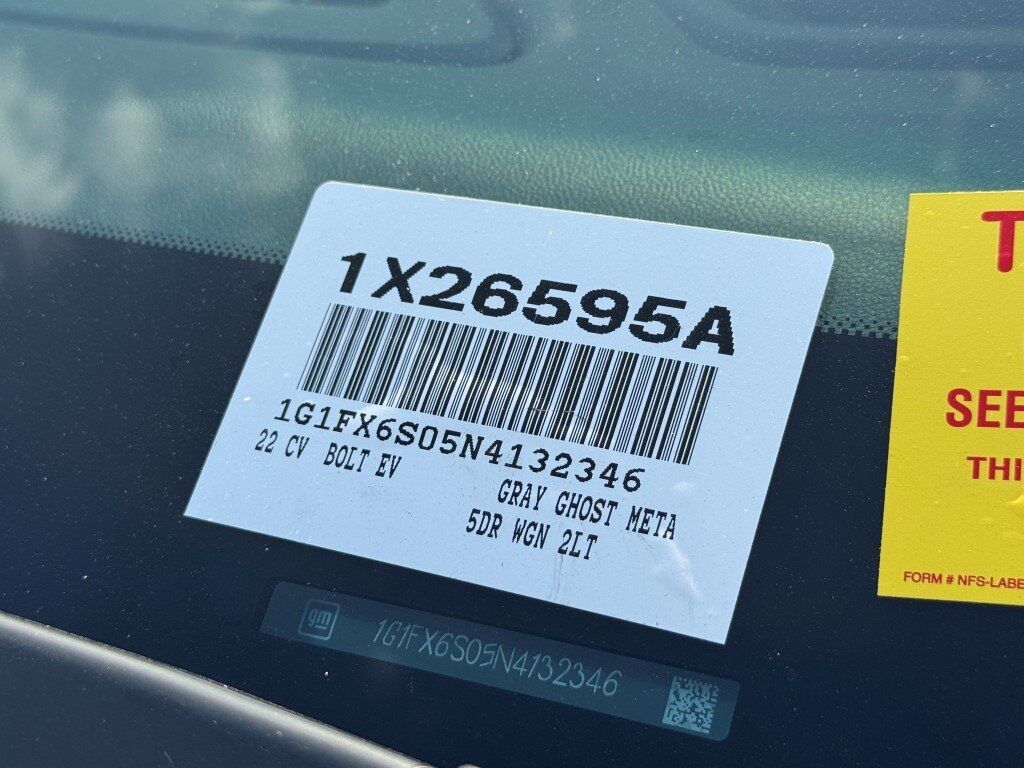 1X26595A
1G1FX6S05N4132346
22 CV BOLT EV
GRAY GHOST META
5DR WGN 2LT
gm
1G1FX6S05N4132346
T
SEE
THI
FORM # NFS-LABE